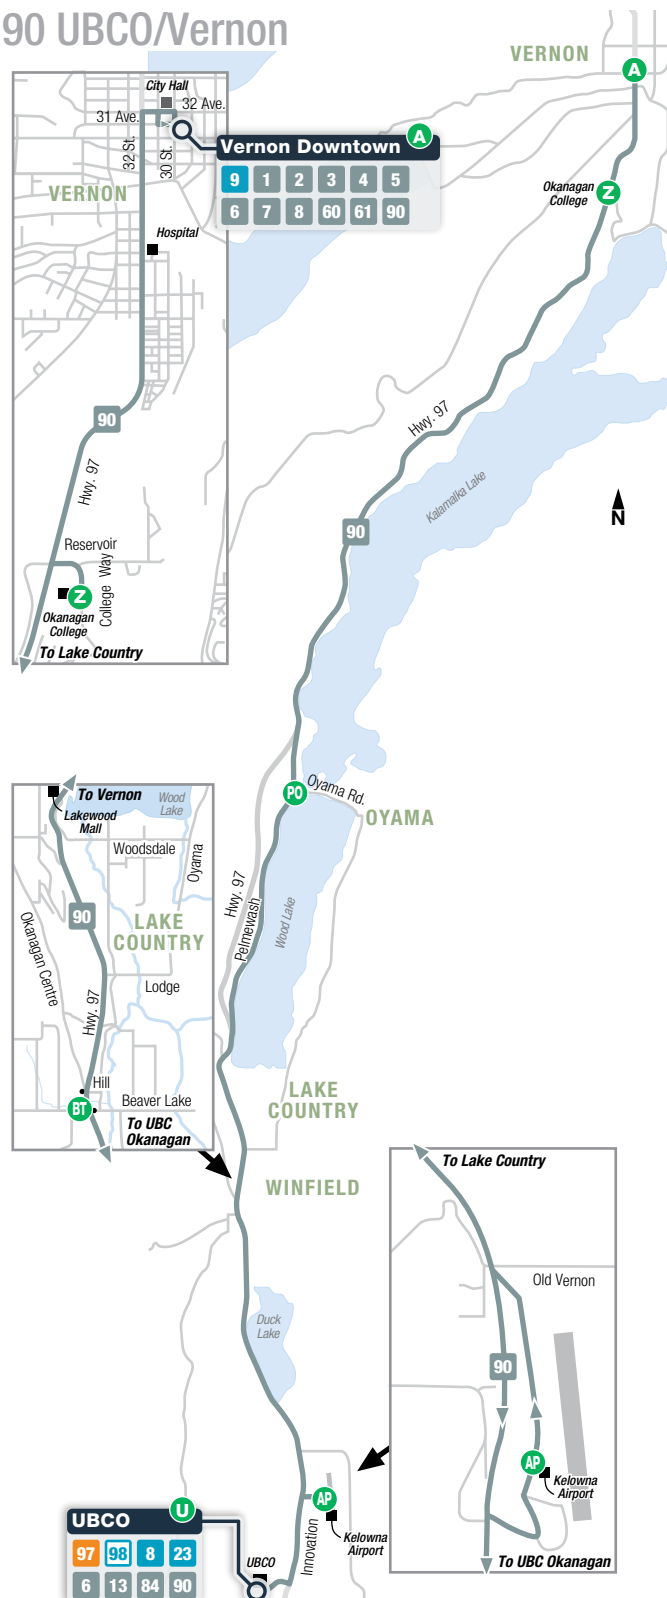 90 UBCO/Vernon
VERNON
A
City Hall
32 Ave.
31 Ave.
32 St.
30 St.
VERNON
Vernon Downtown A
9 1 2 3 4 5
6 7 8 60 61 90
Hospital
Okanagan
College
Z
90
Hwy. 97
Reservoir
College Way
Z
Okanagan
College
To Lake Country
Hwy. 97
Kalamalka Lake
90
N
PO
Oyama Rd.
OYAMA
Hwy. 97
Pelmewash
Wood Lake
To Vernon
Wood
Lake
Lakewood
Mall
Woodsdale
Oyama
90
LAKE
COUNTRY
Okanagan Centre
Hwy. 97
Lodge
Hill
BT
Beaver Lake
To UBC
Okanagan
LAKE
COUNTRY
WINFIELD
Duck
Lake
To Lake Country
Old Vernon
90
AP
Kelowna
Airport
To UBC Okanagan
AP
Kelowna
Airport
Innovation
UBCO
U
UBCO
97 98 8 23
6 13 84 90